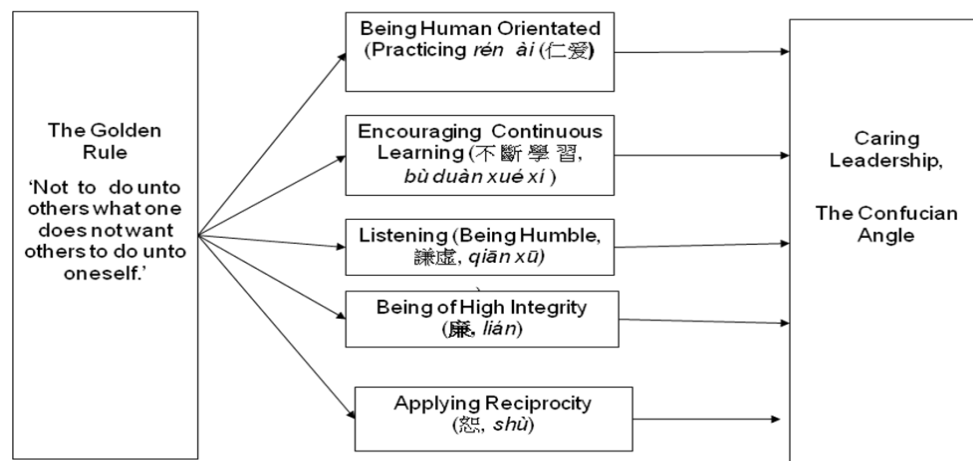 The Golden
Rule
‘Not to do unto
others what one
does not want
others to do unto
oneself.’
Being Human Orientated
(Practicing rén ài (仁爱)
Encouraging Continuous
Learning (不 斷 學 習,
bù duàn xué xí )
Listening (Being Humble,
謙虛, qiān xū)
Being of High Integrity
(廉, lián)
Applying Reciprocity
(恕, shù)
Caring
Leadership,
The Confucian
Angle